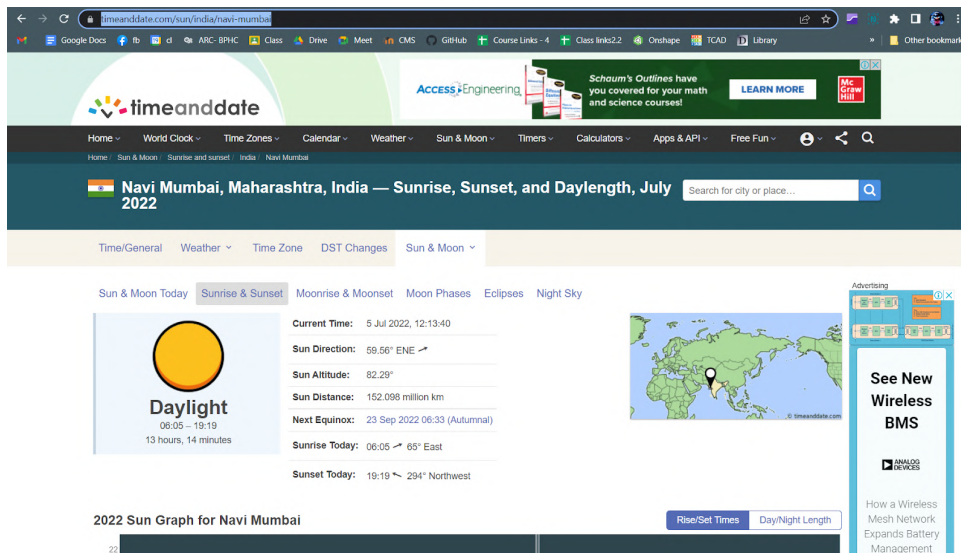 timeanddate.com/sun/india/navi-mumbai
Google Docs fb cl ARC- BPHC Class Drive Meet CMS GitHub Course Links - 4 Class links2.2 Onshape TCAD Library » Other bookmark
timeanddate
ACCESS Engineering
Schaum's Outlines have
you covered for your math
and science courses!
LEARN MORE
Mc
Graw
Hill
Home World Clock Time Zones Calendar Weather Sun & Moon Timers Calculators Apps & API Free Fun
Home / Sun & Moon / Sunrise and sunset / India / Navi Mumbai
Navi Mumbai, Maharashtra, India — Sunrise, Sunset, and Daylength, July
2022
Search for city or place...
Time/General Weather Time Zone DST Changes Sun & Moon
Sun & Moon Today Sunrise & Sunset Moonrise & Moonset Moon Phases Eclipses Night Sky
Daylight
06:05 – 19:19
13 hours, 14 minutes
Current Time: 5 Jul 2022, 12:13:40
Sun Direction: 59.56° ENE
Sun Altitude: 82.29°
Sun Distance: 152.098 million km
Next Equinox: 23 Sep 2022 06:33 (Autumnal)
Sunrise Today: 06:05 65° East
Sunset Today: 19:19 294° Northwest
© timeanddate.com
Advertising
See New
Wireless
BMS
ANALOG
DEVICES
How a Wireless
Mesh Network
Expands Battery
Management
2022 Sun Graph for Navi Mumbai
Rise/Set Times Day/Night Length
22